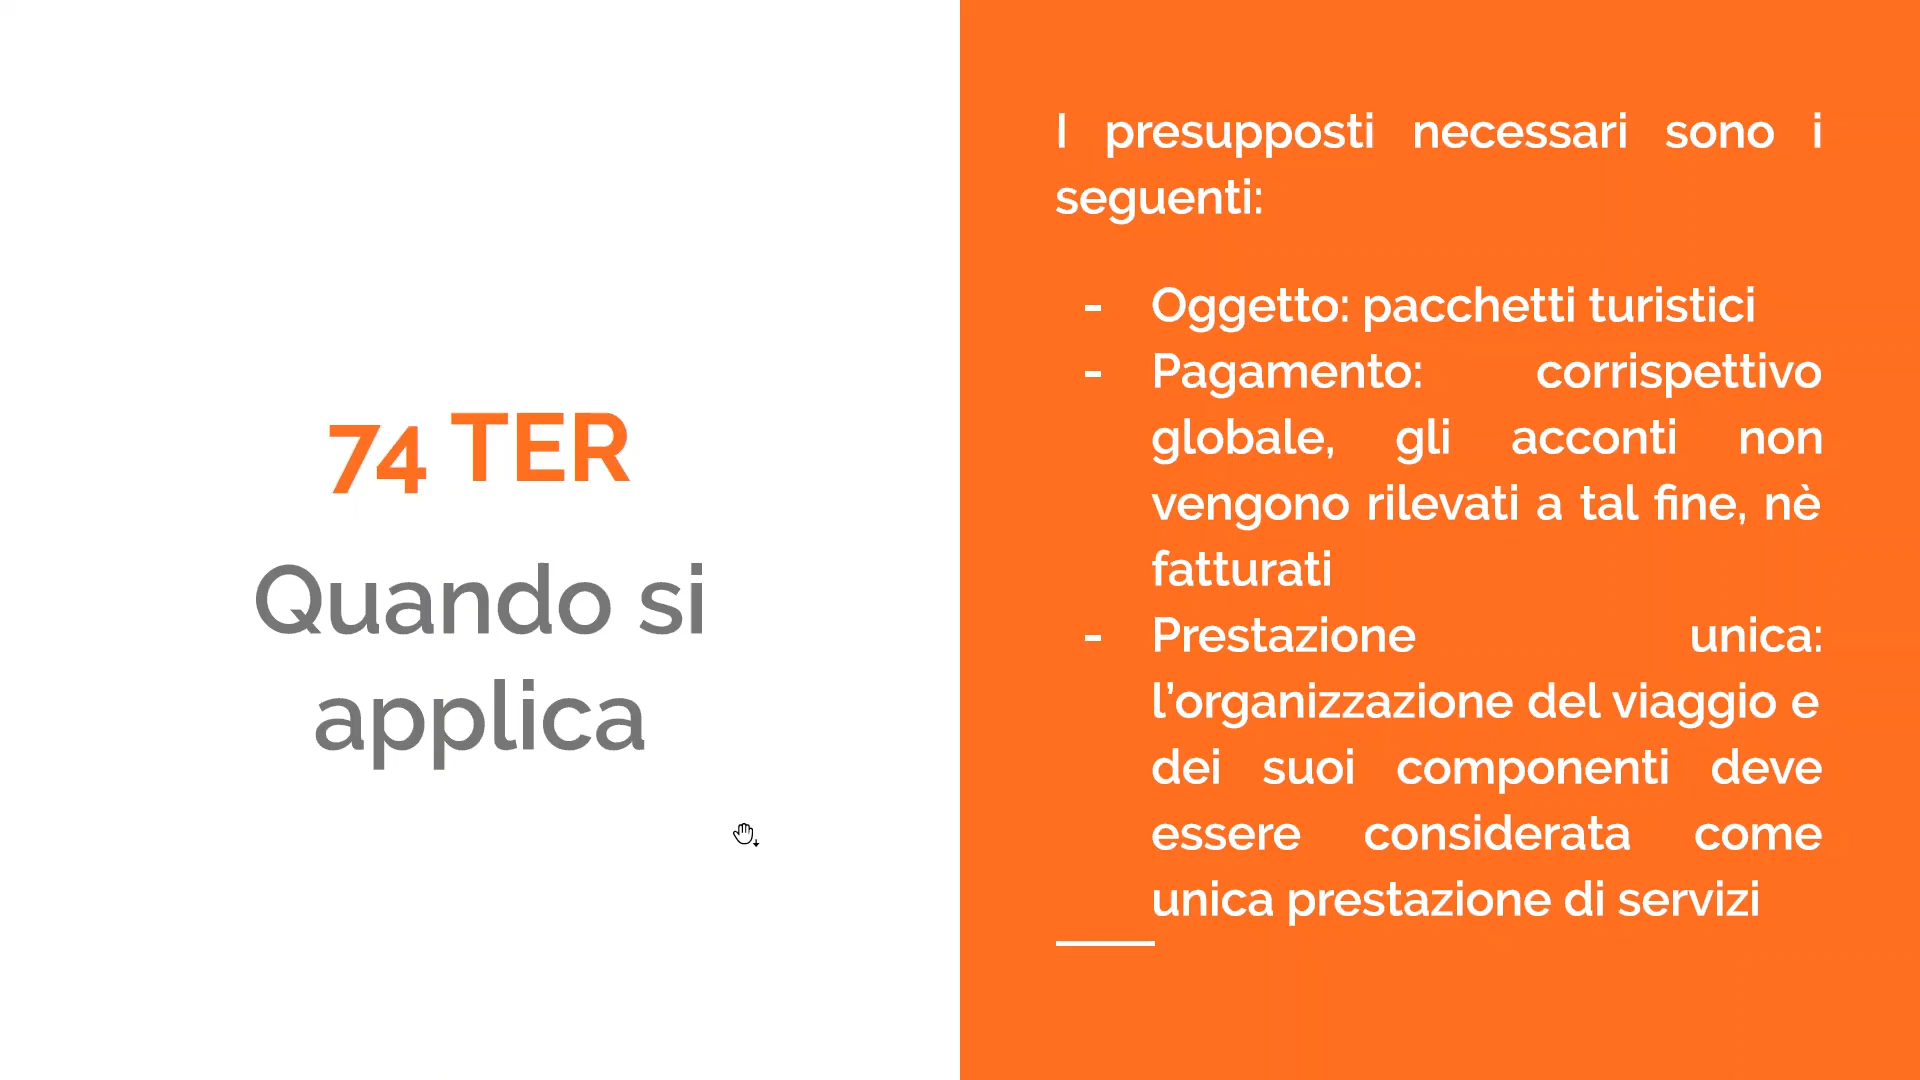 74 TER
Quando si
applica
I presupposti necessari sono i
seguenti:
- Oggetto: pacchetti turistici
- Pagamento: corrispettivo
globale, gli acconti non
vengono rilevati a tal fine, nè
fatturati
- Prestazione unica:
l’organizzazione del viaggio e
dei suoi componenti deve
essere considerata come
unica prestazione di servizi